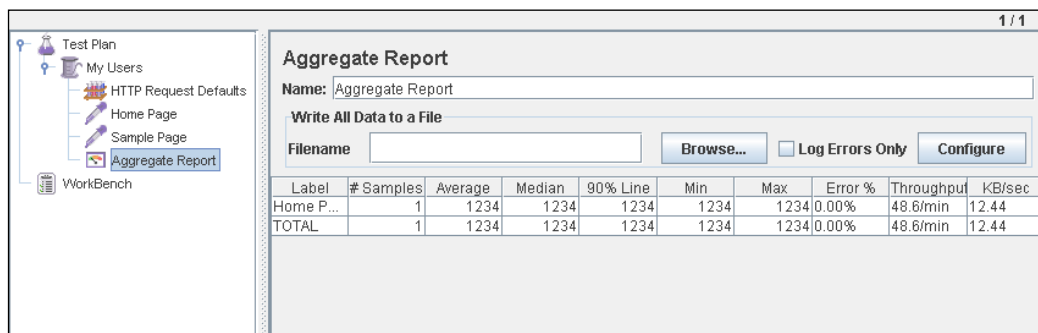 1 / 1
Test Plan
My Users
HTTP Request Defaults
Home Page
Sample Page
Aggregate Report
WorkBench
Aggregate Report
Name: Aggregate Report
Write All Data to a File
Filename Browse... Log Errors Only Configure
Label # Samples Average Median 90% Line Min Max Error % Throughput KB/sec
Home P... 1 1234 1234 1234 1234 1234 0.00% 48.6/min 12.44
TOTAL 1 1234 1234 1234 1234 1234 0.00% 48.6/min 12.44